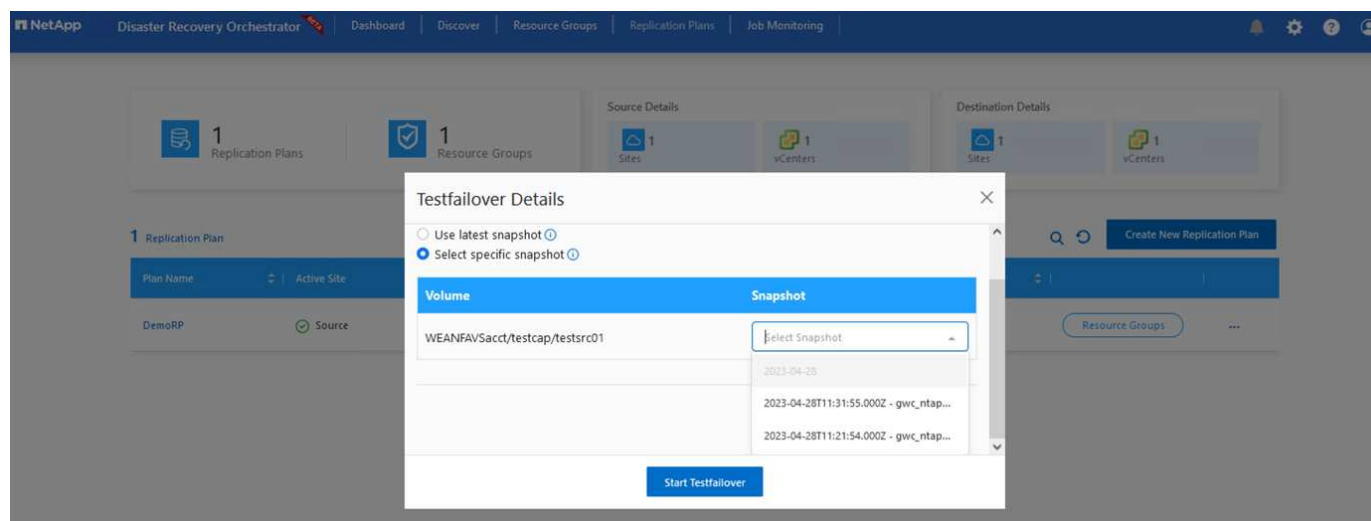 NetApp Disaster Recovery Orchestrator BETA Dashboard Discover Resource Groups Replication Plans Job Monitoring
1
Replication Plans
1
Resource Groups
Source Details
1
Sites
1
vCenters
Destination Details
1
Sites
1
vCenters
Testfailover Details
Use latest snapshot
Select specific snapshot
1 Replication Plan
Create New Replication Plan
Plan Name Active Site
Volume Snapshot
DemoRP Source
WEANFAVSacct/testcap/testsrc01 Select Snapshot
Resource Groups ...
2023-04-28
2023-04-28T11:31:55.000Z - gwc_ntap...
2023-04-28T11:21:54.000Z - gwc_ntap...
Start Testfailover